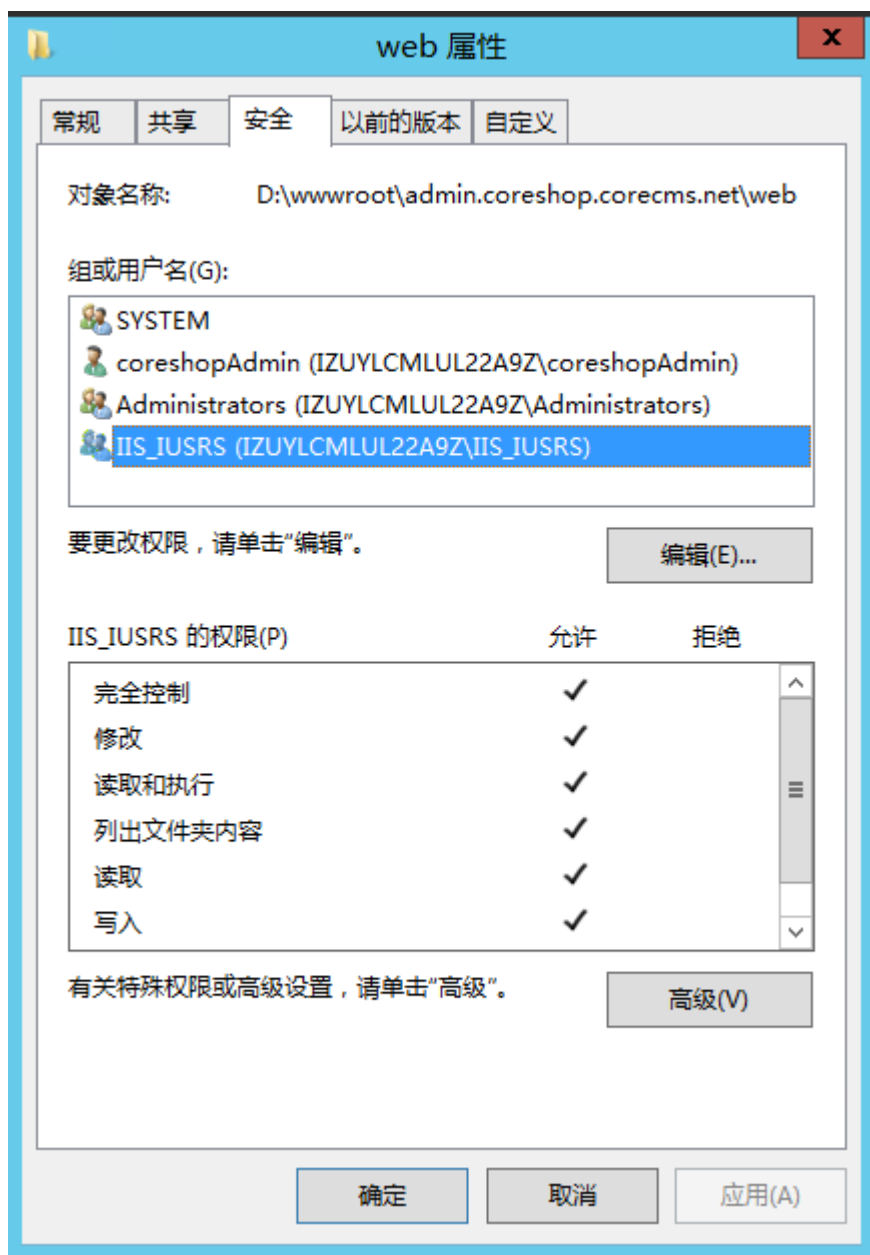 web 属性
x
常规 共享 安全 以前的版本 自定义
对象名称: D:\wwwroot\admin.coreshop.corecms.net\web
组或用户名(G):
SYSTEM
coreshopAdmin (IZUYLCMLUL22A9Z\coreshopAdmin)
Administrators (IZUYLCMLUL22A9Z\Administrators)
IIS_IUSRS (IZUYLCMLUL22A9Z\IIS_IUSRS)
要更改权限，请单击“编辑”。
编辑(E)...
IIS_IUSRS 的权限(P) 允许 拒绝
完全控制
修改
读取和执行
列出文件夹内容
读取
写入
有关特殊权限或高级设置，请单击“高级”。
高级(V)
确定 取消 应用(A)